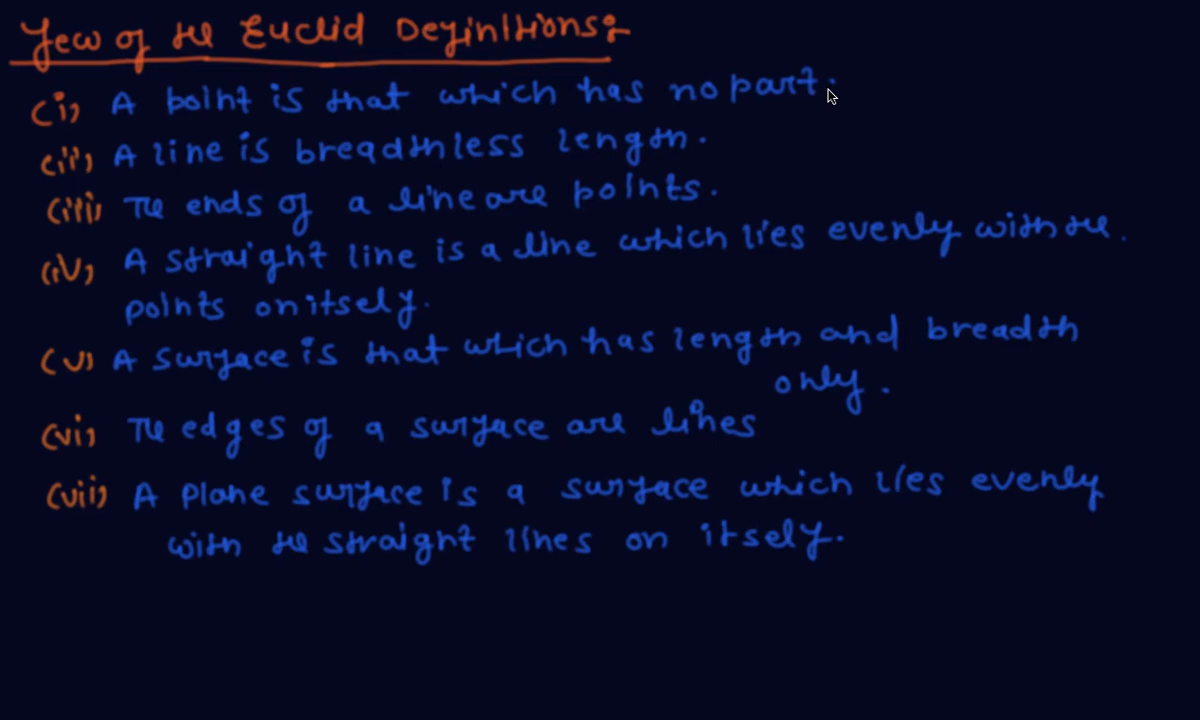 Few of the Euclid Definitions:
(i) A point is that which has no part.
(ii) A line is breadthless length.
(iii) The ends of a line are points.
(iv) A straight line is a line which lies evenly with the
points on itself.
(v) A surface is that which has length and breadth
only.
(vi) The edges of a surface are lines
(vii) A plane surface is a surface which lies evenly
with the straight lines on itself.